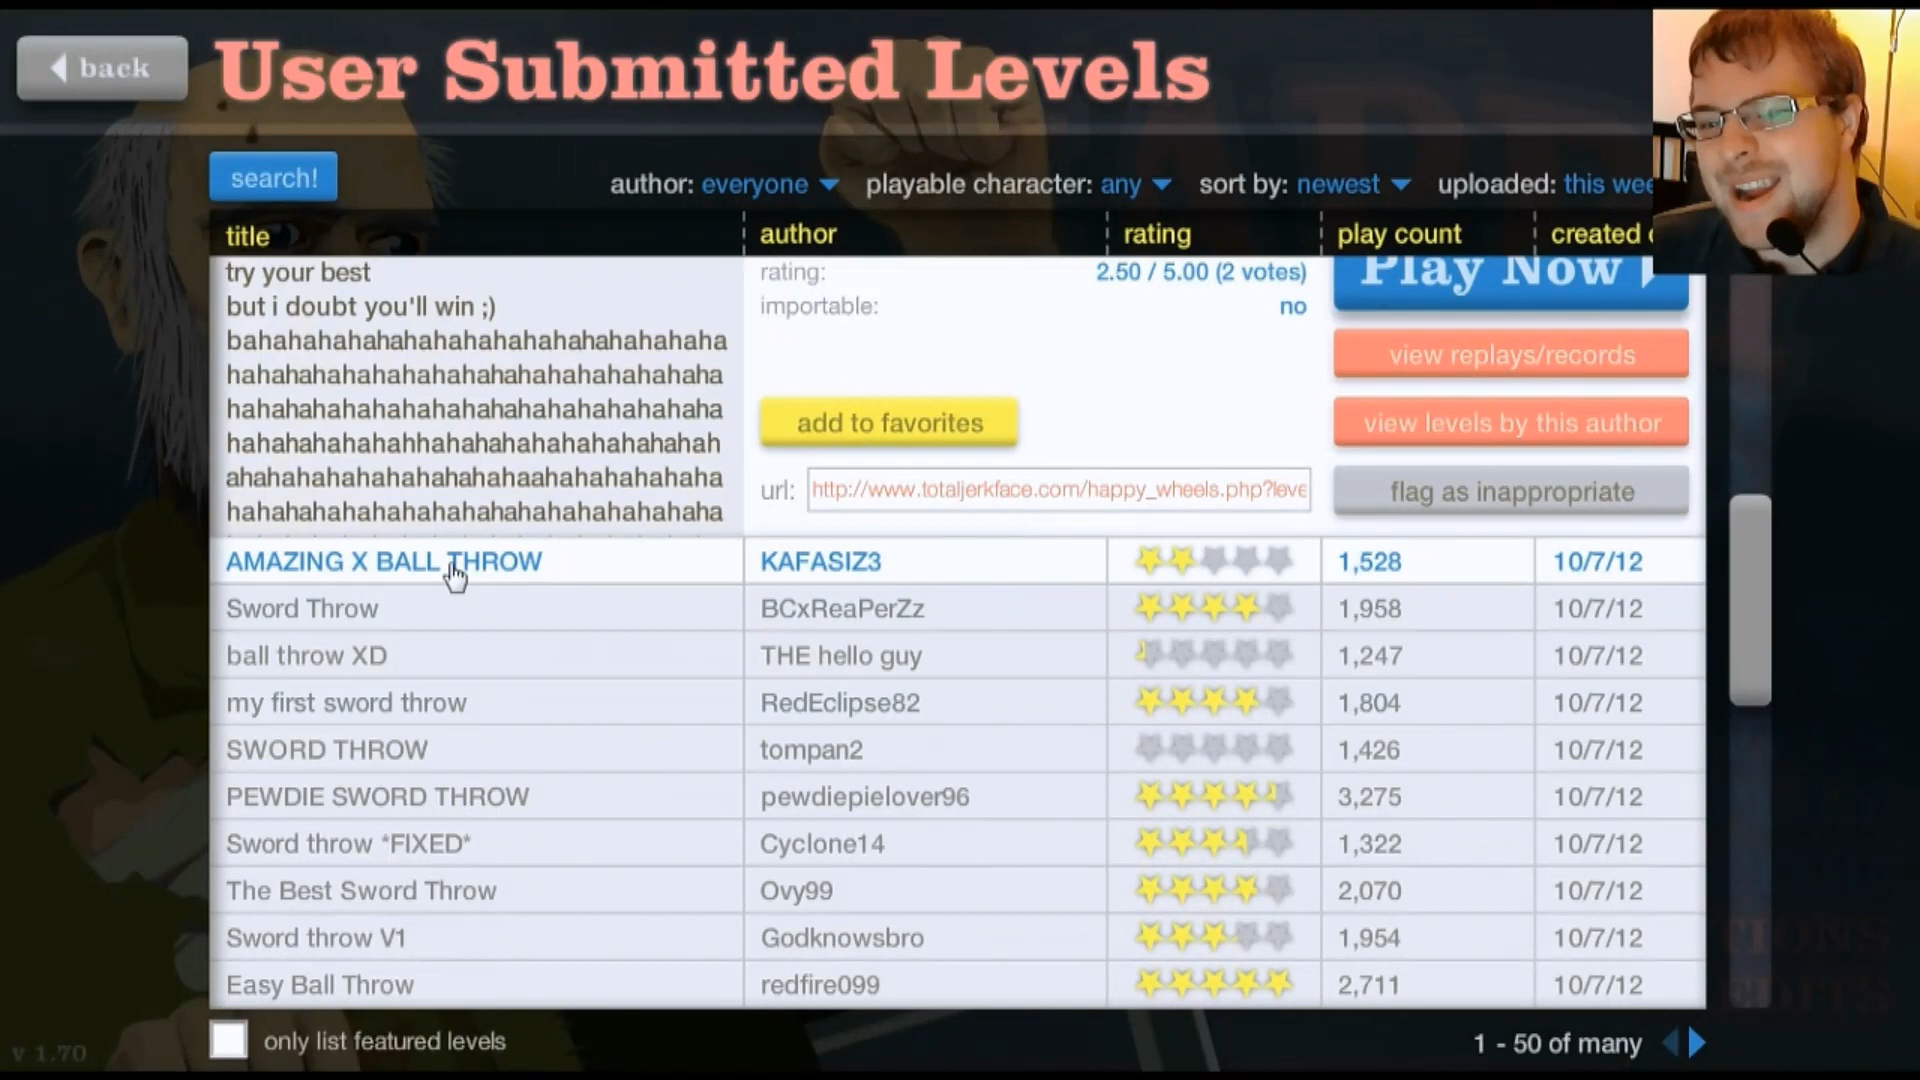 back
User Submitted Levels
search!
author: everyone playable character: any sort by: newest uploaded: this wee
title author rating play count created
try your best rating: 2.50 / 5.00 (2 votes) Play Now
but i doubt you'll win ;) importable: no
bahahahahahahahahahahahahahahahahaha
hahahahahahahahahahahahahahahahahaha view replays/records
hahahahahahahahahahahahahahahahahaha
hahahahahahahhahahahahahahahahahahah add to favorites view levels by this author
ahahahahahahahahahahaahahahahahahaha
hahahahahahahahahahahahahahahahahaha url: http://www.totaljerkface.com/happy_wheels.php?leve flag as inappropriate
AMAZING X BALL THROW KAFASIZ3 1,528 10/7/12
Sword Throw BCxReaPerZz 1,958 10/7/12
ball throw XD THE hello guy 1,247 10/7/12
my first sword throw RedEclipse82 1,804 10/7/12
SWORD THROW tompan2 1,426 10/7/12
PEWDIE SWORD THROW pewdiepielover96 3,275 10/7/12
Sword throw *FIXED* Cyclone14 1,322 10/7/12
The Best Sword Throw Ovy99 2,070 10/7/12
Sword throw V1 Godknowsbro 1,954 10/7/12
Easy Ball Throw redfire099 2,711 10/7/12
only list featured levels 1 - 50 of many
v 1.70